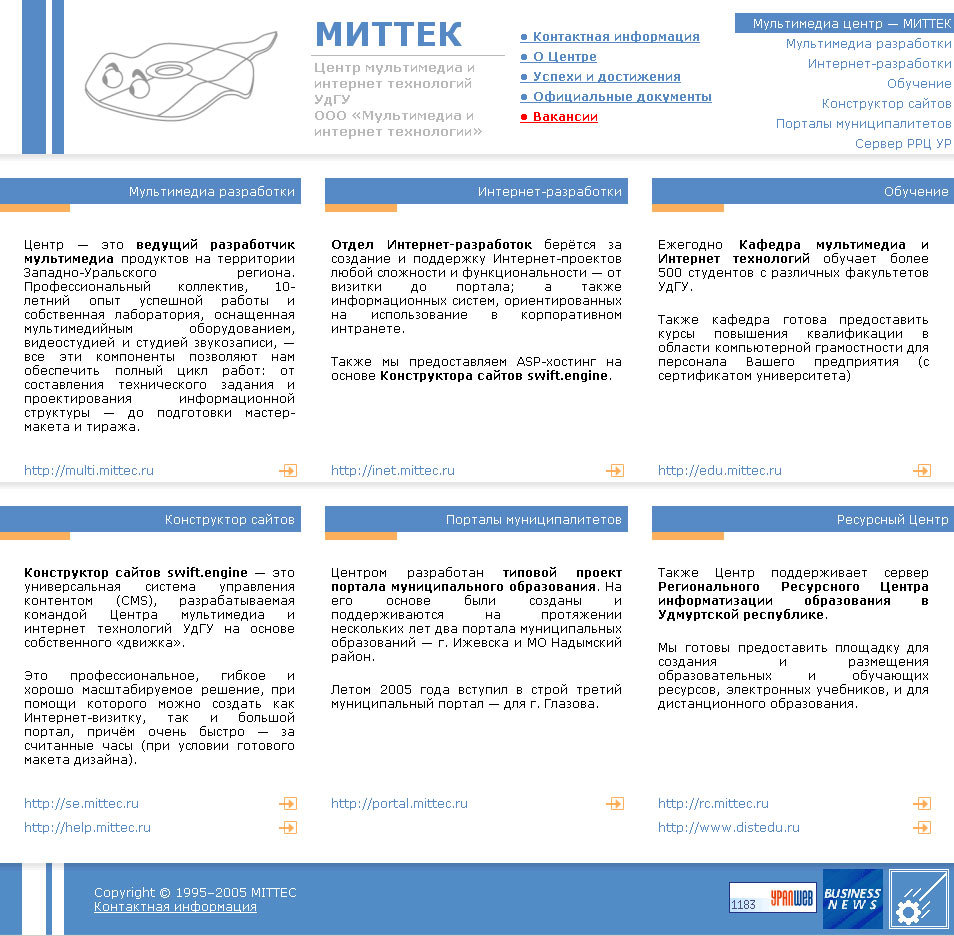 МИТТЕК
Центр мультимедиа и
интернет технологий
УдГУ
ООО «Мультимедиа и
интернет технологии»
● Контактная информация
● О Центре
● Успехи и достижения
● Официальные документы
● Вакансии
Мультимедиа центр — МИТТЕК
Мультимедиа разработки
Интернет-разработки
Обучение
Конструктор сайтов
Порталы муниципалитетов
Сервер РРЦ УР
Мультимедиа разработки
Центр — это ведущий разработчик
мультимедиа продуктов на территории
Западно-Уральского региона.
Профессиональный коллектив, 10-
летний опыт успешной работы и
собственная лаборатория, оснащенная
мультимедийным оборудованием,
видеостудией и студией звукозаписи, —
все эти компоненты позволяют нам
обеспечить полный цикл работ: от
составления технического задания и
проектирования информационной
структуры — до подготовки мастер-
макета и тиража.
http://multi.mittec.ru
Интернет-разработки
Отдел Интернет-разработок берётся за
создание и поддержку Интернет-проектов
любой сложности и функциональности — от
визитки до портала; а также
информационных систем, ориентированных
на использование в корпоративном
интранете.
Также мы предоставляем ASP-хостинг на
основе Конструктора сайтов swift.engine.
http://inet.mittec.ru
Обучение
Ежегодно Кафедра мультимедиа и
Интернет технологий обучает более
500 студентов с различных факультетов
УдГУ.
Также кафедра готова предоставить
курсы повышения квалификации в
области компьютерной грамостности для
персонала Вашего предприятия (с
сертификатом университета)
http://edu.mittec.ru
Конструктор сайтов
Конструктор сайтов swift.engine — это
универсальная система управления
контентом (CMS), разрабатываемая
командой Центра мультимедиа и
интернет технологий УдГУ на основе
собственного «движка».
Это профессиональное, гибкое и
хорошо масштабируемое решение, при
помощи которого можно создать как
Интернет-визитку, так и большой
портал, причём очень быстро — за
считанные часы (при условии готового
макета дизайна).
http://se.mittec.ru
http://help.mittec.ru
Порталы муниципалитетов
Центром разработан типовой проект
портала муниципального образования. На
его основе были созданы и
поддерживаются на протяжении
нескольких лет два портала муниципальных
образований — г. Ижевска и МО Надымский
район.
Летом 2005 года вступил в строй третий
муниципальный портал — для г. Глазова.
http://portal.mittec.ru
Ресурсный Центр
Также Центр поддерживает сервер
Регионального Ресурсного Центра
информатизации образования в
Удмуртской республике.
Мы готовы предоставить площадку для
создания и размещения
образовательных и обучающих
ресурсов, электронных учебников, и для
дистанционного образования.
http://rc.mittec.ru
http://www.distedu.ru
Copyright © 1995–2005 MITTEC
Контактная информация
1183 УРАЛWEB
BUSINESS
NEWS